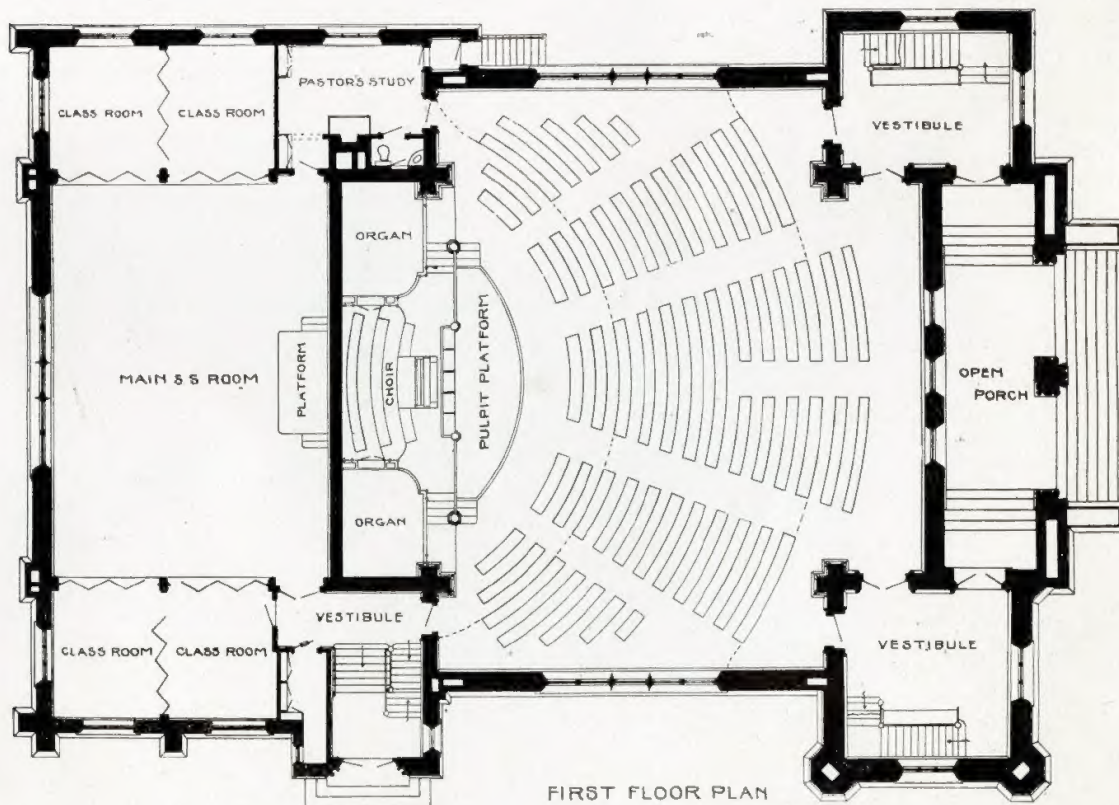 PASTOR'S STUDY
CLASS ROOM
CLASS ROOM
VESTIBULE
ORGAN
MAIN S S ROOM
PLATFORM
CHOIR
PULPIT PLATFORM
OPEN
PORCH
ORGAN
VESTIBULE
CLASS ROOM
CLASS ROOM
VESTIBULE
FIRST FLOOR PLAN